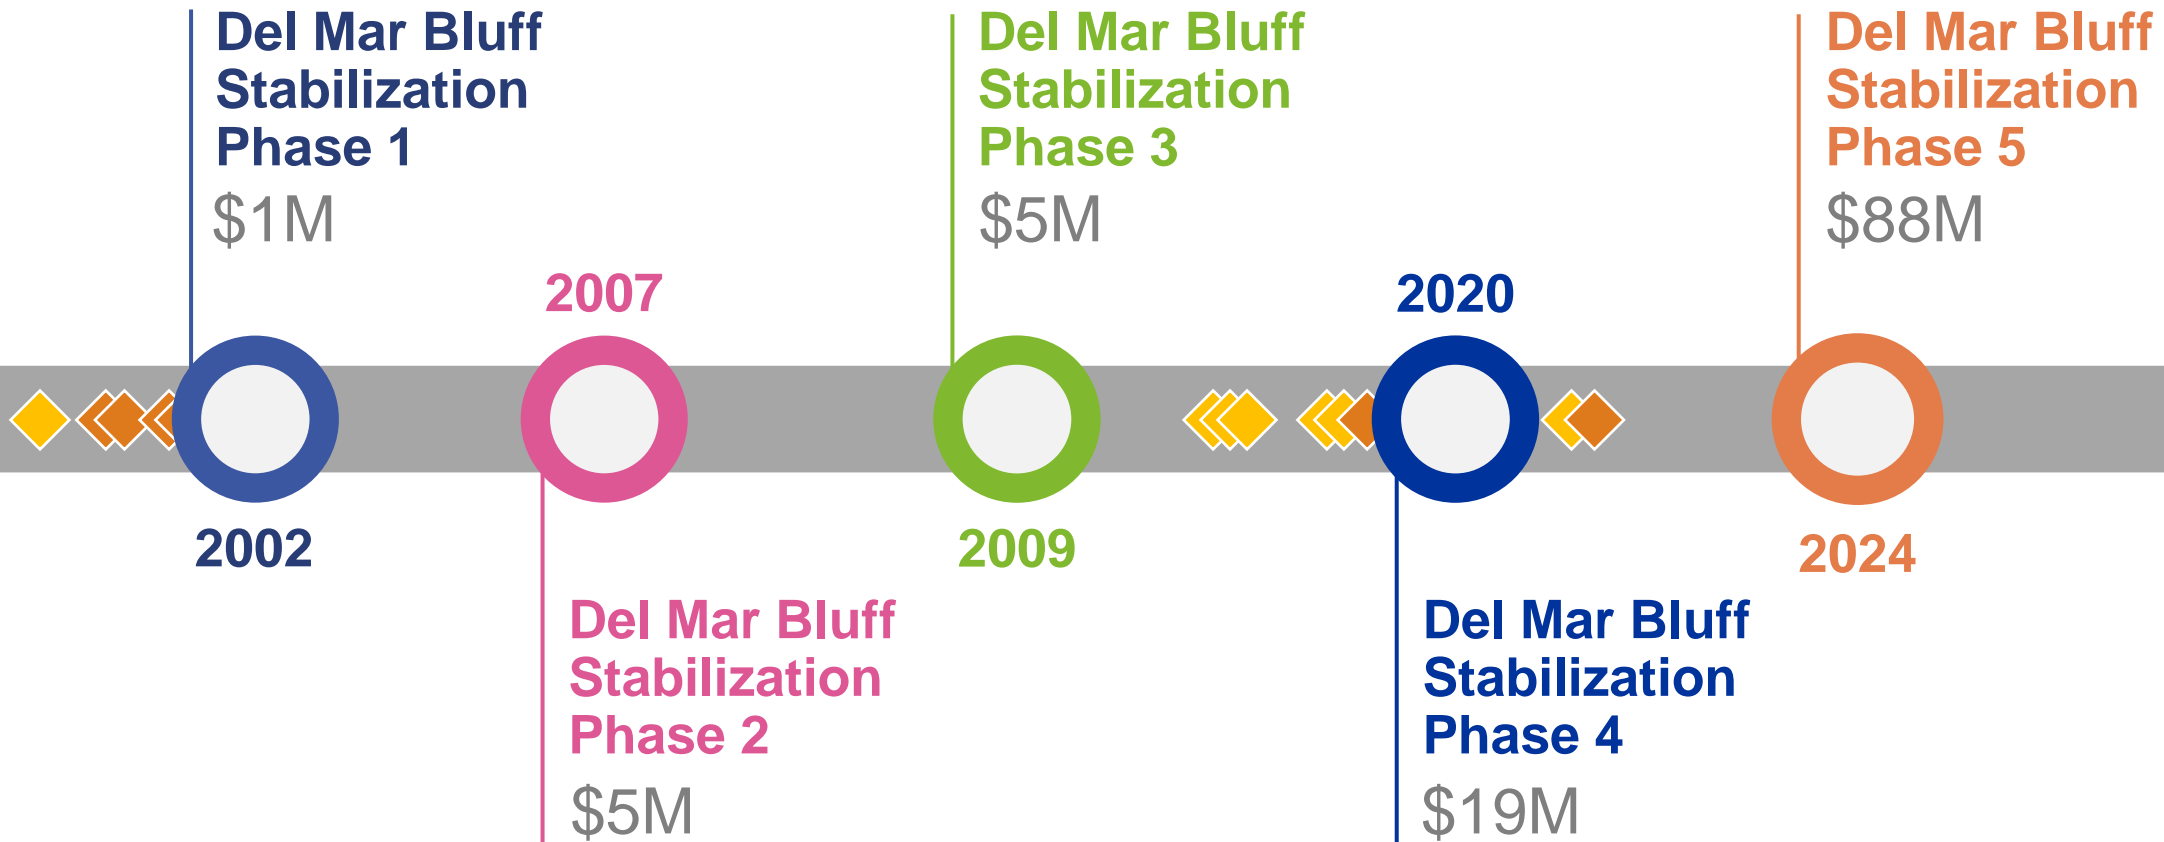 Del Mar Bluff
Stabilization
Phase 1
$1M
2002
2007
Del Mar Bluff
Stabilization
Phase 2
$5M
Del Mar Bluff
Stabilization
Phase 3
$5M
2009
2020
Del Mar Bluff
Stabilization
Phase 4
$19M
Del Mar Bluff
Stabilization
Phase 5
$88M
2024